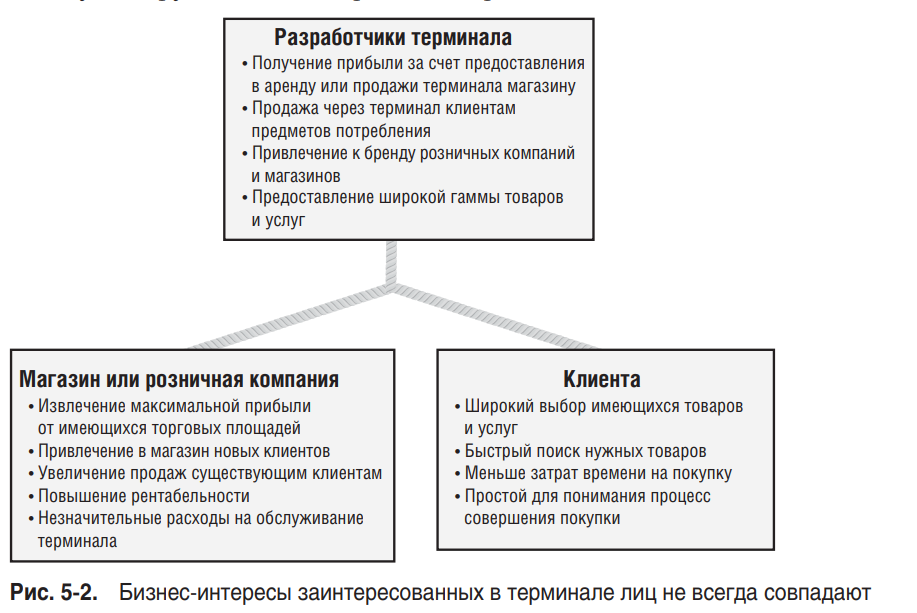 Разработчики терминала
• Получение прибыли за счет предоставления
в аренду или продажи терминала магазину
• Продажа через терминал клиентам
предметов потребления
• Привлечение к бренду розничных компаний
и магазинов
• Предоставление широкой гаммы товаров
и услуг
Магазин или розничная компания
• Извлечение максимальной прибыли
от имеющихся торговых площадей
• Привлечение в магазин новых клиентов
• Увеличение продаж существующим клиентам
• Повышение рентабельности
• Незначительные расходы на обслуживание
терминала
Клиента
• Широкий выбор имеющихся товаров
и услуг
• Быстрый поиск нужных товаров
• Меньше затрат времени на покупку
• Простой для понимания процесс
совершения покупки
Рис. 5-2. Бизнес-интересы заинтересованных в терминале лиц не всегда совпадают